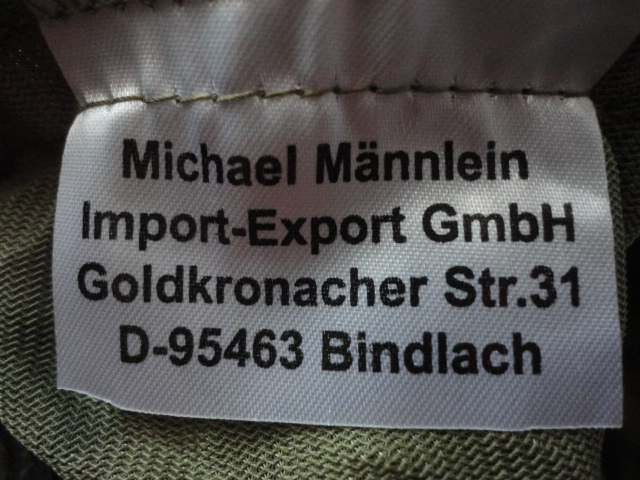 Michael Männlein
Import-Export GmbH
Goldkronacher Str.31
D-95463 Bindlach